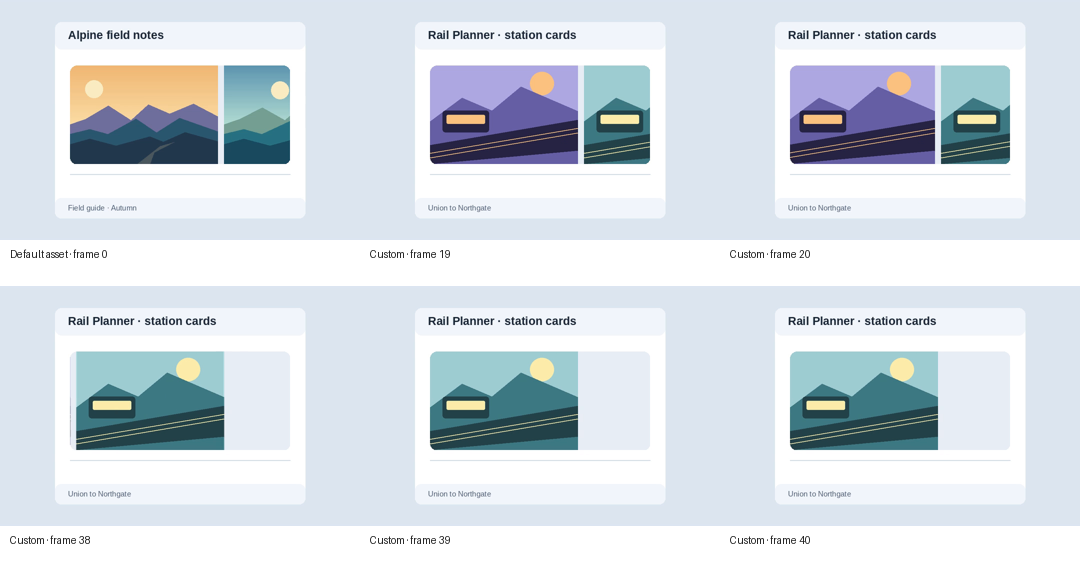 Alpine field notes
Rail Planner · station cards
Rail Planner · station cards
Field guide · Autumn
Union to Northgate
Union to Northgate
Default asset · frame 0
Custom · frame 19
Custom · frame 20
Rail Planner · station cards
Rail Planner · station cards
Rail Planner · station cards
Union to Northgate
Union to Northgate
Union to Northgate
Custom · frame 38
Custom · frame 39
Custom · frame 40